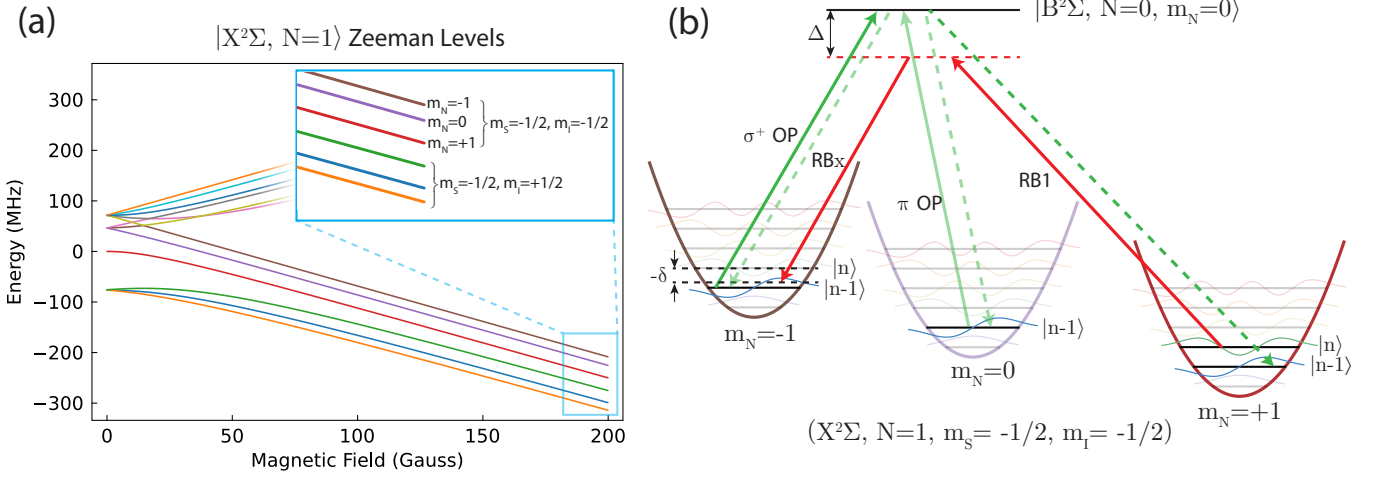 (a)
|X²Σ, N=1⟩ Zeeman Levels
Energy (MHz)
300
200
100
0
−100
−200
−300
0
50
100
150
200
Magnetic Field (Gauss)
m_N=-1
m_N=0
m_N=+1
m_S=-1/2, m_I=-1/2
m_S=-1/2, m_I=+1/2
(b)
|B²Σ, N=0, m_N=0⟩
Δ
σ⁺ OP
RBx
π OP
RB1
-δ
|n⟩
|n-1⟩
m_N=-1
|n-1⟩
m_N=0
|n⟩
|n-1⟩
m_N=+1
(X²Σ, N=1, m_S= -1/2, m_I= -1/2)